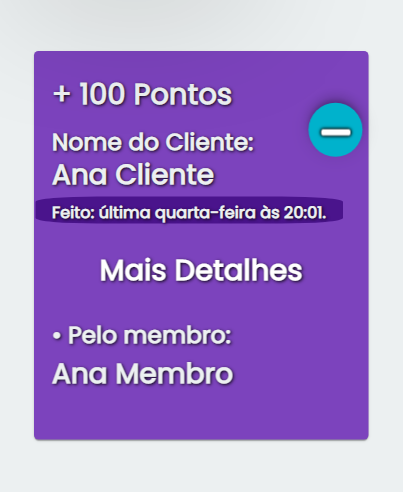 + 100 Pontos
Nome do Cliente:
Ana Cliente
Feito: última quarta-feira às 20:01.
Mais Detalhes
• Pelo membro:
Ana Membro